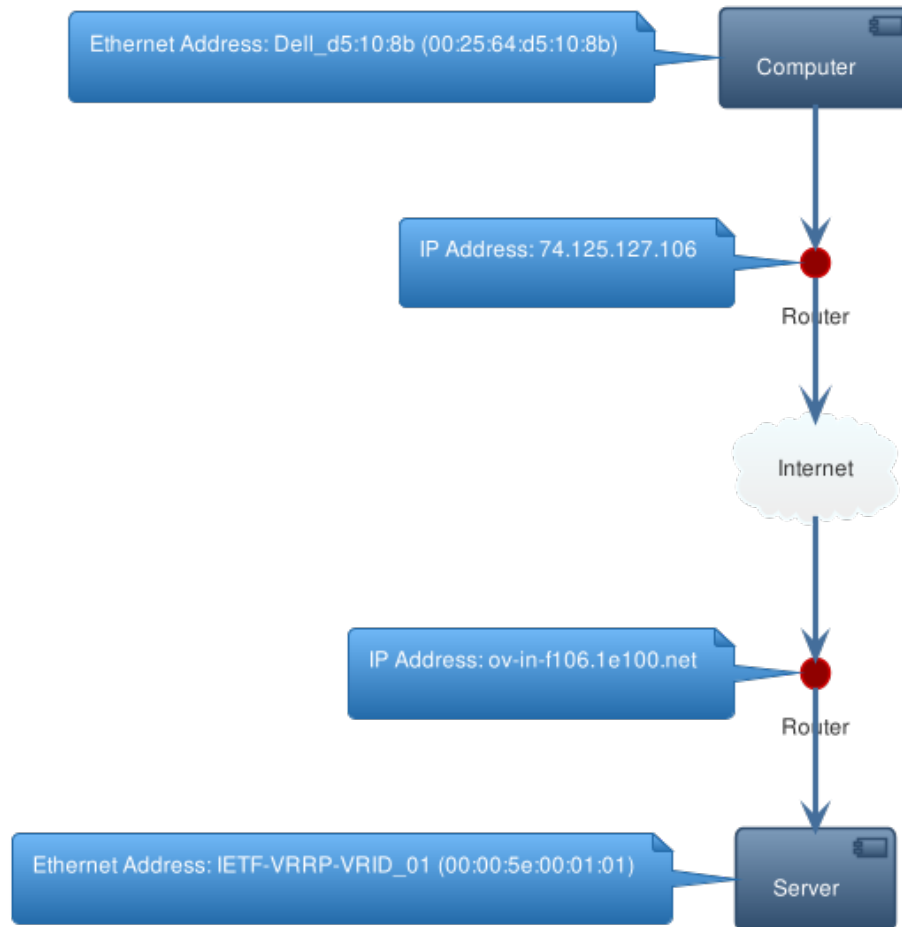 Ethernet Address: Dell_d5:10:8b (00:25:64:d5:10:8b)
Computer
IP Address: 74.125.127.106
Router
Internet
IP Address: ov-in-f106.1e100.net
Router
Ethernet Address: IETF-VRRP-VRID_01 (00:00:5e:00:01:01)
Server